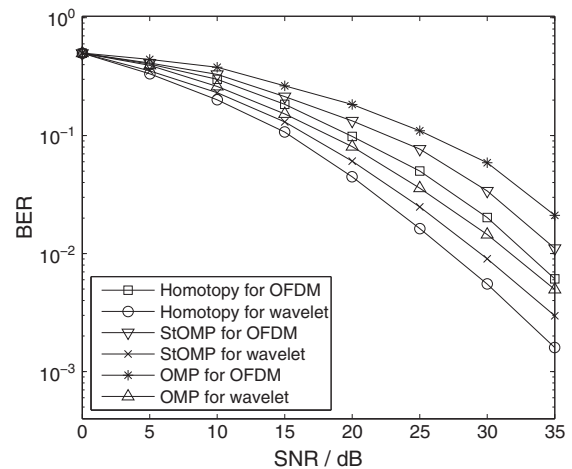 10^0
10^-1
10^-2
10^-3
BER
Homotopy for OFDM
Homotopy for wavelet
StOMP for OFDM
StOMP for wavelet
OMP for OFDM
OMP for wavelet
0 5 10 15 20 25 30 35
SNR / dB